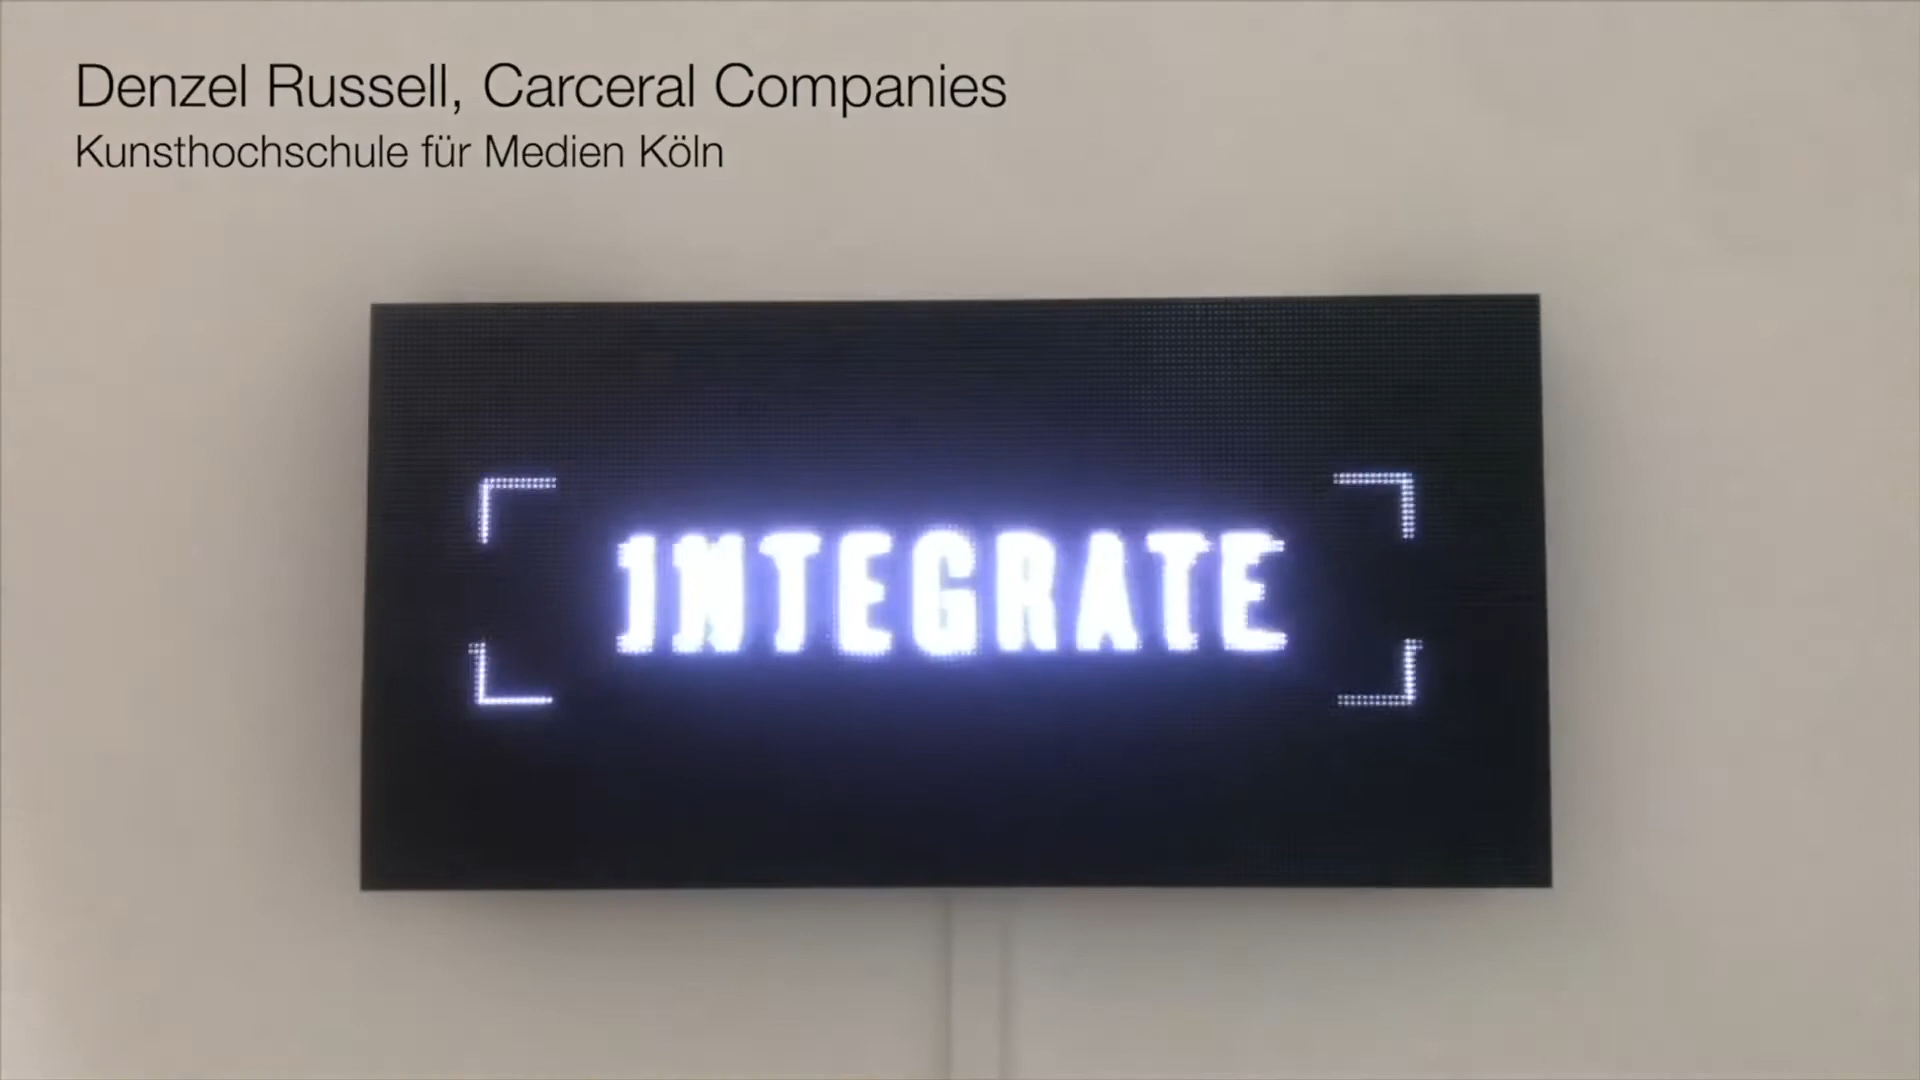 Denzel Russell, Carceral Companies
Kunsthochschule für Medien Köln
INTEGRATE